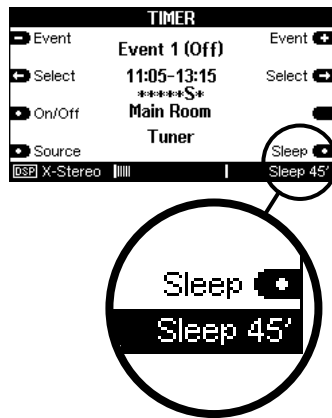 TIMER
Event Event 1 (Off) Event
Select 11:05-13:15 Select
*****S*
On/Off Main Room
Tuner
Source Sleep
DSP X-Stereo Sleep 45’
Sleep
Sleep 45’